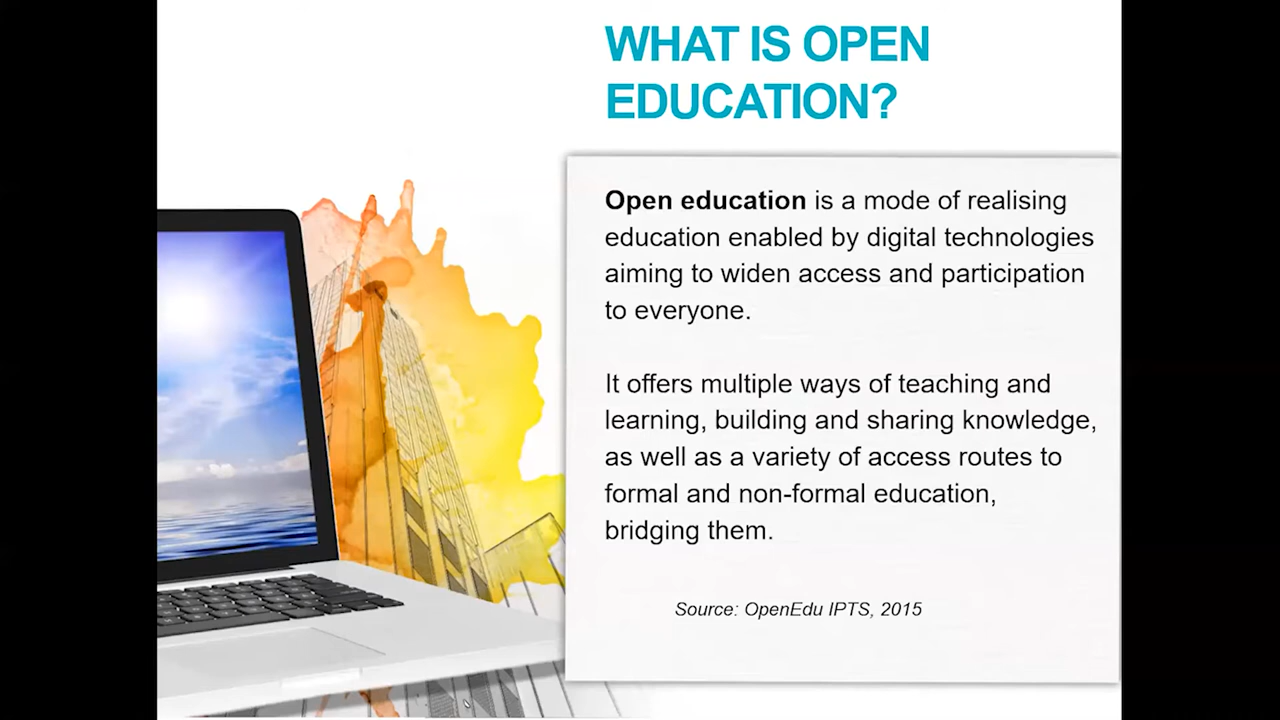 WHAT IS OPEN
EDUCATION?
Open education is a mode of realising
education enabled by digital technologies
aiming to widen access and participation
to everyone.
It offers multiple ways of teaching and
learning, building and sharing knowledge,
as well as a variety of access routes to
formal and non-formal education,
bridging them.
Source: OpenEdu IPTS, 2015